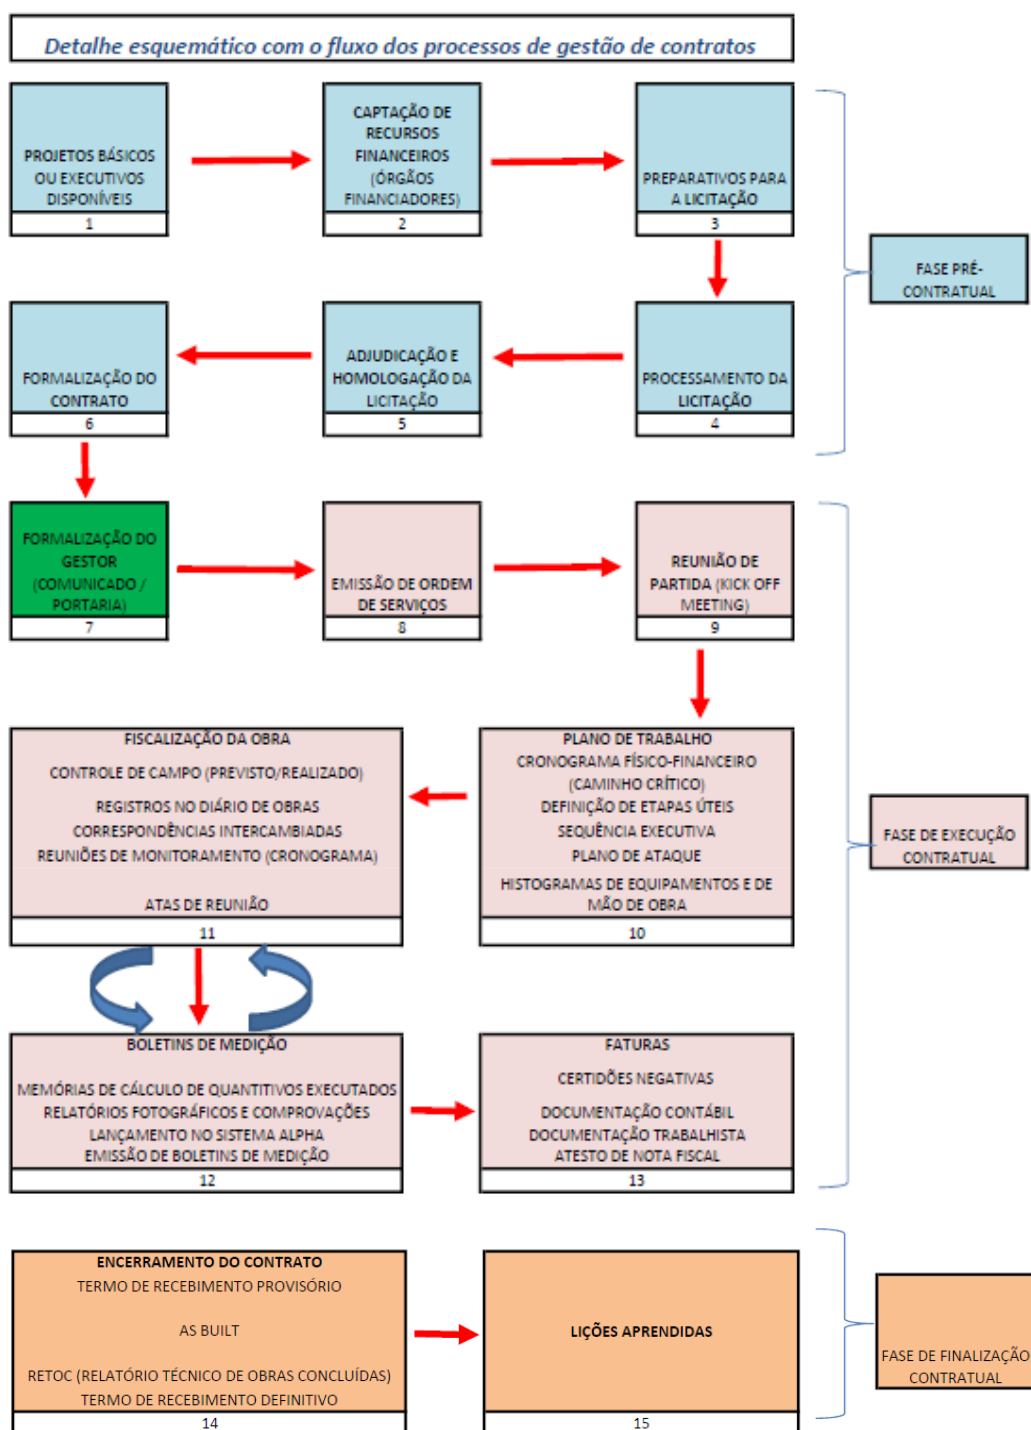 Detalhe esquemático com o fluxo dos processos de gestão de contratos
PROJETOS BÁSICOS
OU EXECUTIVOS
DISPONÍVEIS
1
CAPTAÇÃO DE
RECURSOS
FINANCEIROS
(ÓRGÃOS
FINANCIADORES)
2
PREPARATIVOS PARA
A LICITAÇÃO
3
FASE PRÉ-
CONTRATUAL
FORMALIZAÇÃO DO
CONTRATO
6
ADJUDICAÇÃO E
HOMOLOGAÇÃO DA
LICITAÇÃO
5
PROCESSAMENTO DA
LICITAÇÃO
4
FORMALIZAÇÃO DO
GESTOR
(COMUNICADO /
PORTARIA)
7
EMISSÃO DE ORDEM
DE SERVIÇOS
8
REUNIÃO DE
PARTIDA (KICK OFF
MEETING)
9
FISCALIZAÇÃO DA OBRA
CONTROLE DE CAMPO (PREVISTO/REALIZADO)
REGISTROS NO DIÁRIO DE OBRAS
CORRESPONDÊNCIAS INTERCAMBIADAS
REUNIÕES DE MONITORAMENTO (CRONOGRAMA)
ATAS DE REUNIÃO
11
PLANO DE TRABALHO
CRONOGRAMA FÍSICO-FINANCEIRO
(CAMINHO CRÍTICO)
DEFINIÇÃO DE ETAPAS ÚTEIS
SEQUÊNCIA EXECUTIVA
PLANO DE ATAQUE
HISTOGRAMAS DE EQUIPAMENTOS E DE
MÃO DE OBRA
10
FASE DE EXECUÇÃO
CONTRATUAL
BOLETINS DE MEDIÇÃO
MEMÓRIAS DE CÁLCULO DE QUANTITIVOS EXECUTADOS
RELATÓRIOS FOTOGRÁFICOS E COMPROVAÇÕES
LANÇAMENTO NO SISTEMA ALPHA
EMISSÃO DE BOLETINS DE MEDIÇÃO
12
FATURAS
CERTIDÕES NEGATIVAS
DOCUMENTAÇÃO CONTÁBIL
DOCUMENTAÇÃO TRABALHISTA
ATESTO DE NOTA FISCAL
13
ENCERRAMENTO DO CONTRATO
TERMO DE RECEBIMENTO PROVISÓRIO
AS BUILT
RETOC (RELATÓRIO TÉCNICO DE OBRAS CONCLUÍDAS)
TERMO DE RECEBIMENTO DEFINITIVO
14
LIÇÕES APRENDIDAS
15
FASE DE FINALIZAÇÃO
CONTRATUAL